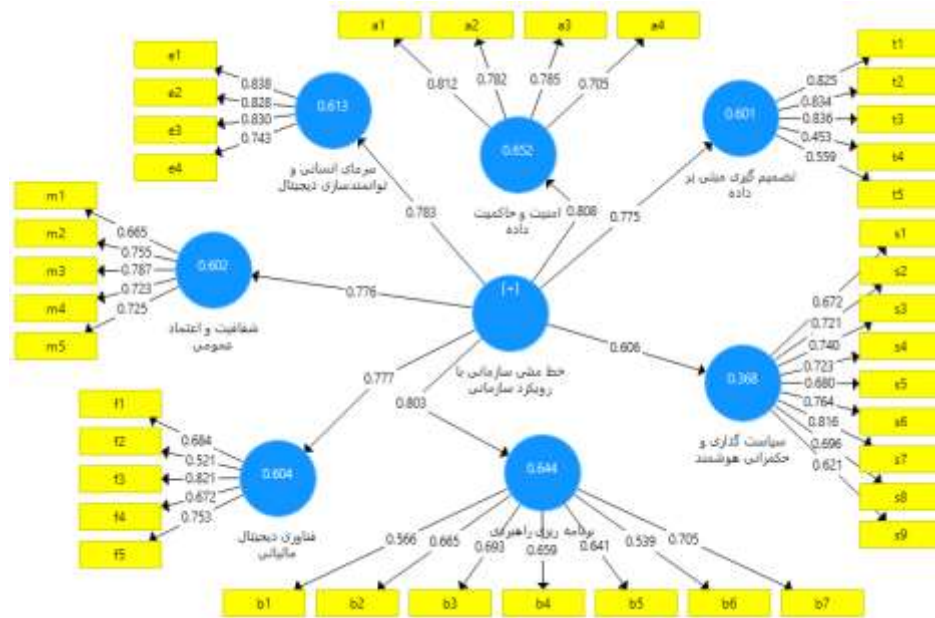 a1
a2
a3
a4
0.812
0.782
0.785
0.705
0.652
امنیت و حاکمیت
داده
e1
e2
e3
e4
0.838
0.828
0.830
0.743
0.613
سرمای انسانی و
توانمندسازی دیجیتال
t1
t2
t3
t4
t5
0.825
0.834
0.836
0.453
0.559
0.601
تصمیم گیری مبتنی بر
داده
0.783
0.808
0.775
m1
m2
m3
m4
m5
0.665
0.755
0.787
0.723
0.725
0.602
شفافیت و اعتماد
عمومی
0.776
[+]
خط مشی سازمانی با
رویکرد سازمانی
0.606
s1
s2
s3
s4
s5
s6
s7
s8
s9
0.672
0.721
0.740
0.723
0.680
0.764
0.816
0.696
0.621
0.368
سیاست گذاری و
حکمرانی هوشمند
0.777
0.803
f1
f2
f3
f4
f5
0.684
0.521
0.821
0.672
0.753
0.604
فناوری دیجیتال
مالیاتی
0.644
برنامه ریزی راهبردی
0.566
0.665
0.693
0.659
0.641
0.539
0.705
b1
b2
b3
b4
b5
b6
b7